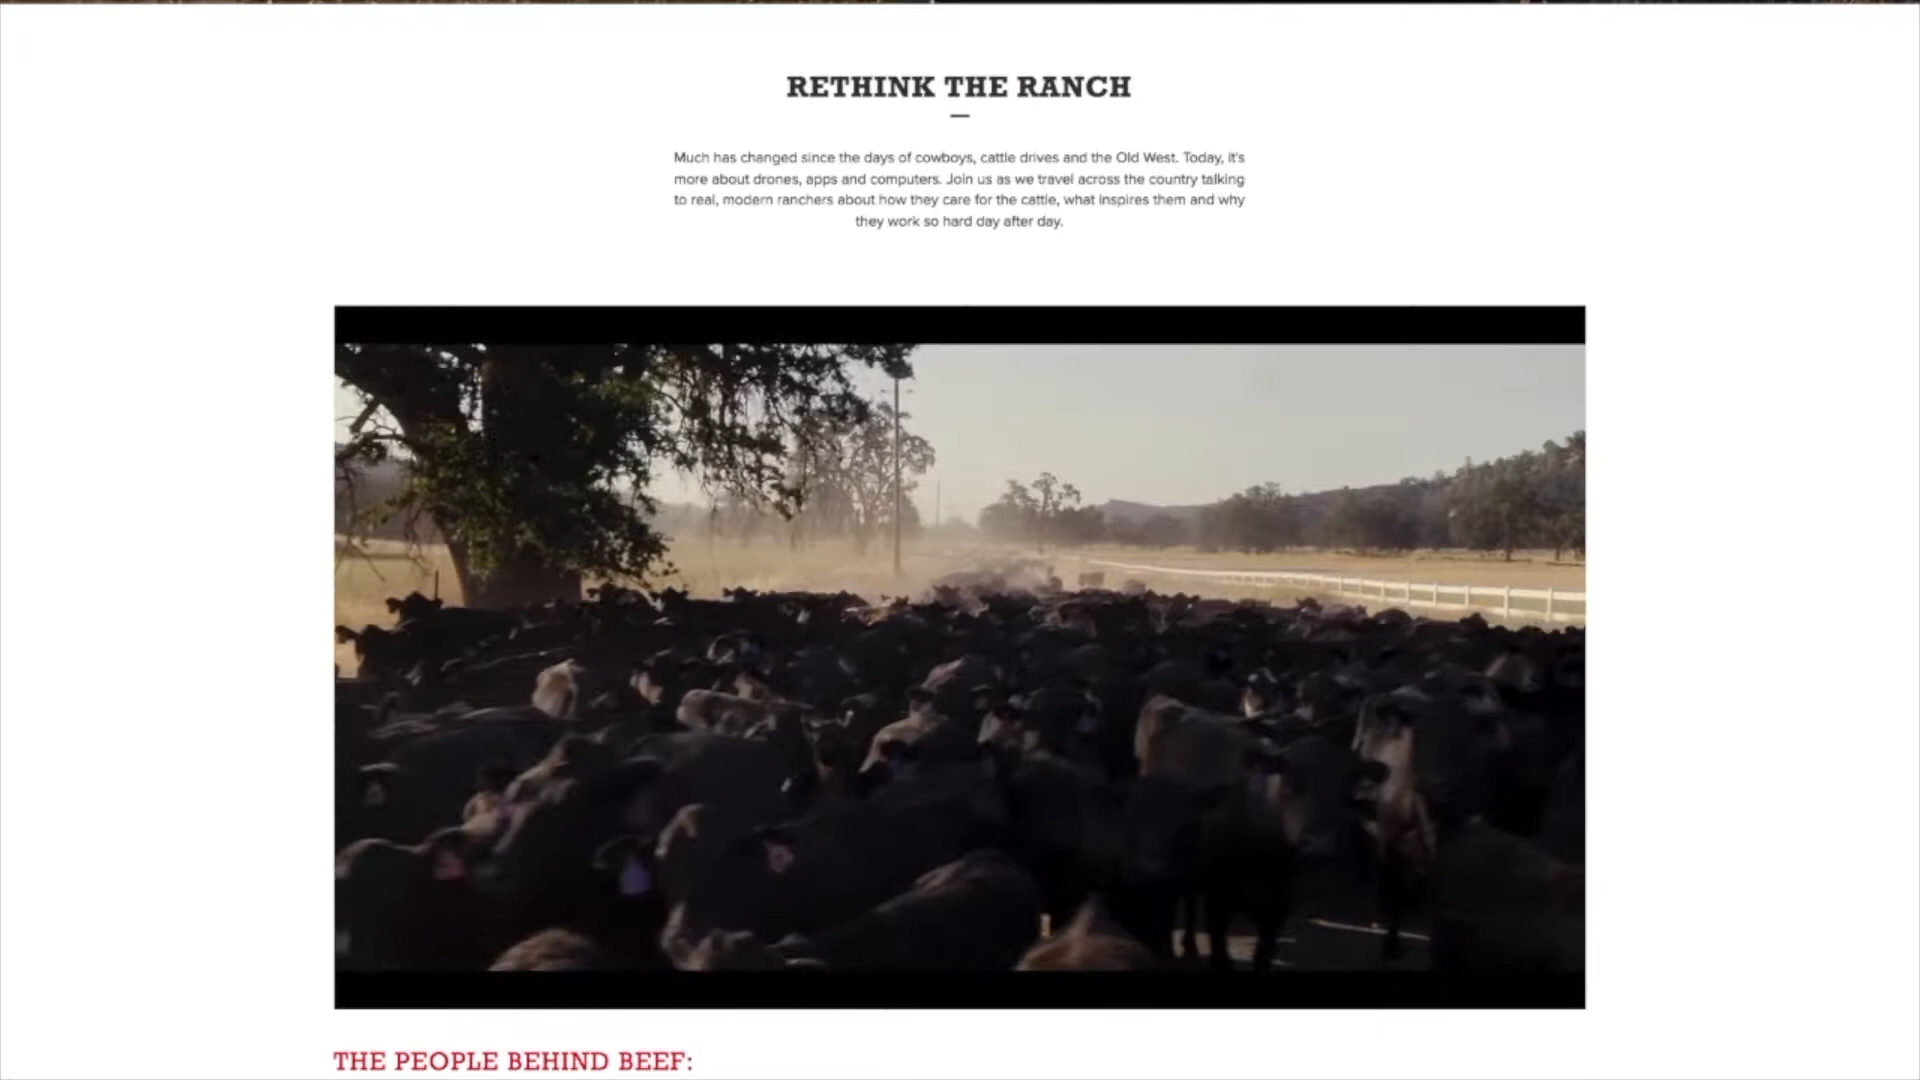 RETHINK THE RANCH
Much has changed since the days of cowboys, cattle drives and the Old West. Today, it's
more about drones, apps and computers. Join us as we travel across the country talking
to real, modern ranchers about how they care for the cattle, what inspires them and why
they work so hard day after day.
THE PEOPLE BEHIND BEEF: